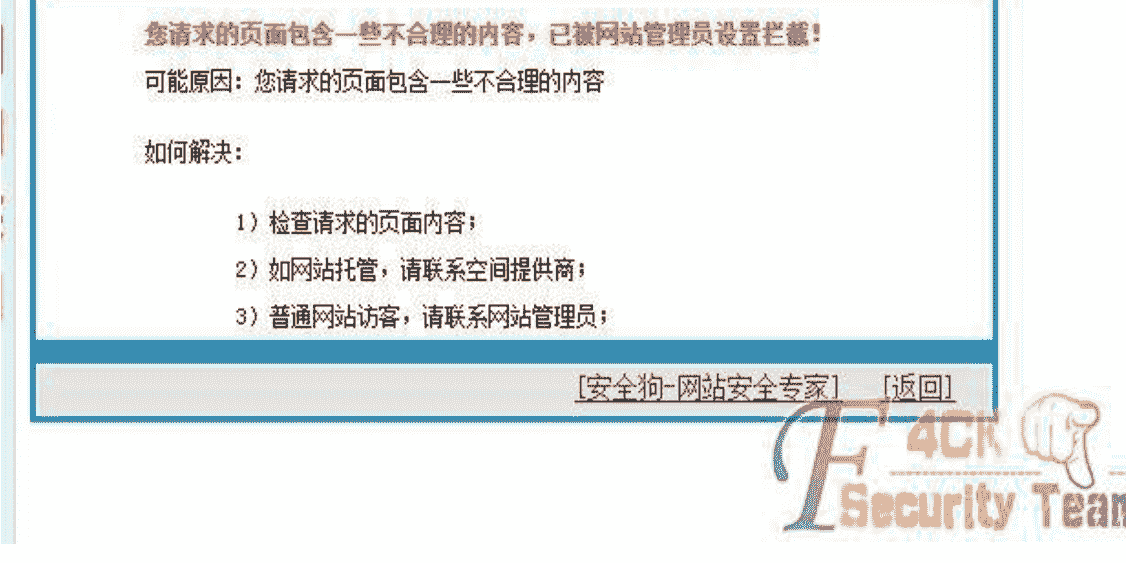 您请求的页面包含一些不合理的内容，已被网站管理员设置拦截！
可能原因：您请求的页面包含一些不合理的内容
如何解决：
1）检查请求的页面内容；
2）如网站托管，请联系空间提供商；
3）普通网站访客，请联系网站管理员；
[安全狗-网站安全专家] [返回]
F4CK
Security Team